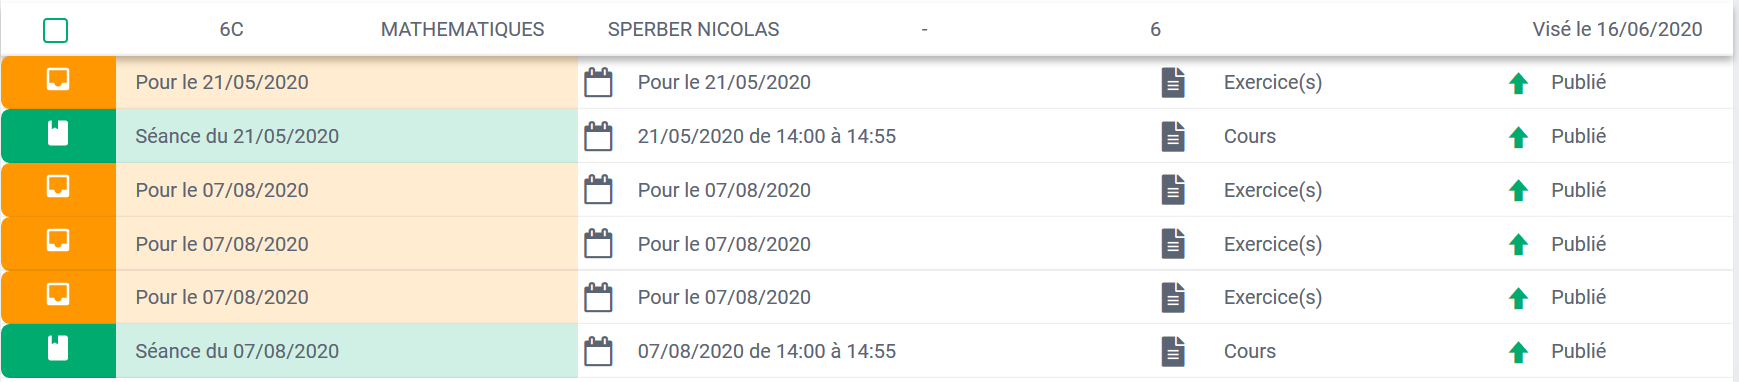 6C MATHEMATIQUES SPERBER NICOLAS - 6 Visé le 16/06/2020
Pour le 21/05/2020 Pour le 21/05/2020 Exercice(s) Publié
Séance du 21/05/2020 21/05/2020 de 14:00 à 14:55 Cours Publié
Pour le 07/08/2020 Pour le 07/08/2020 Exercice(s) Publié
Pour le 07/08/2020 Pour le 07/08/2020 Exercice(s) Publié
Pour le 07/08/2020 Pour le 07/08/2020 Exercice(s) Publié
Séance du 07/08/2020 07/08/2020 de 14:00 à 14:55 Cours Publié